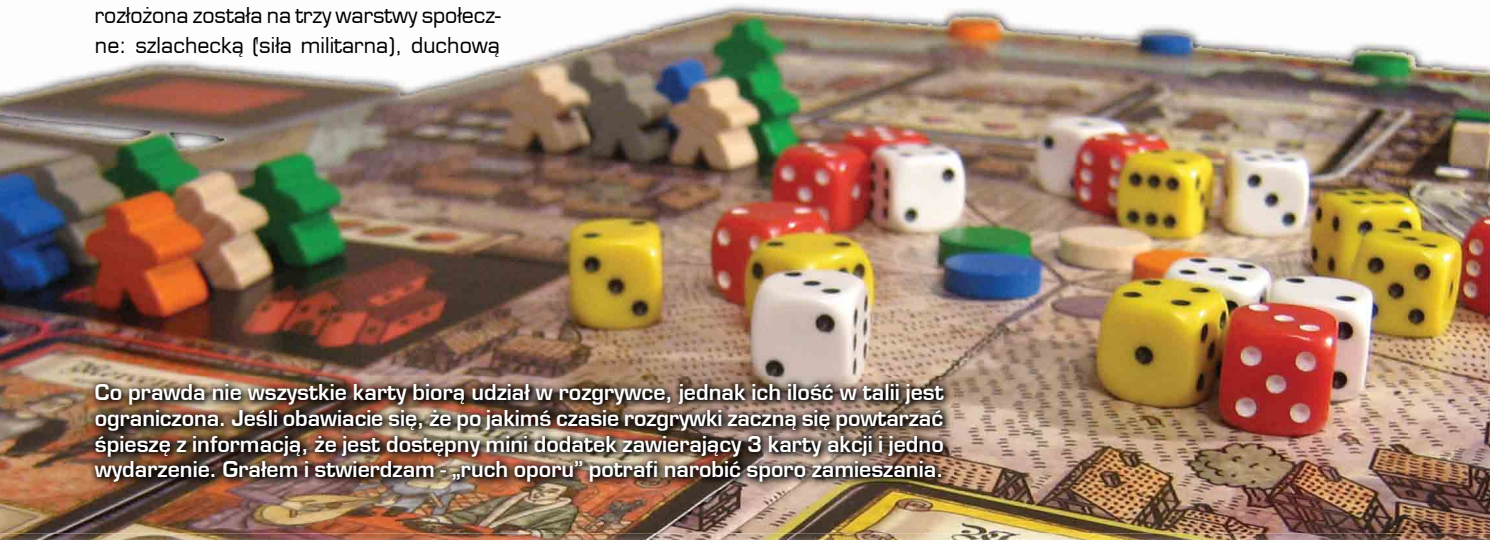 rozłożona została na trzy warstwy społecz-
ne: szlachecką (siła militarna), duchową
Co prawda nie wszystkie karty biorą udział w rozgrywce, jednak ich ilość w talii jest
ograniczona. Jeśli obawiacie się, że po jakimś czasie rozgrywki zaczną się powtarzać
śpieszę z informacją, że jest dostępny mini dodatek zawierający 3 karty akcji i jedno
wydarzenie. Grałem i stwierdzam - „ruch oporu” potrafi narobić sporo zamieszania.